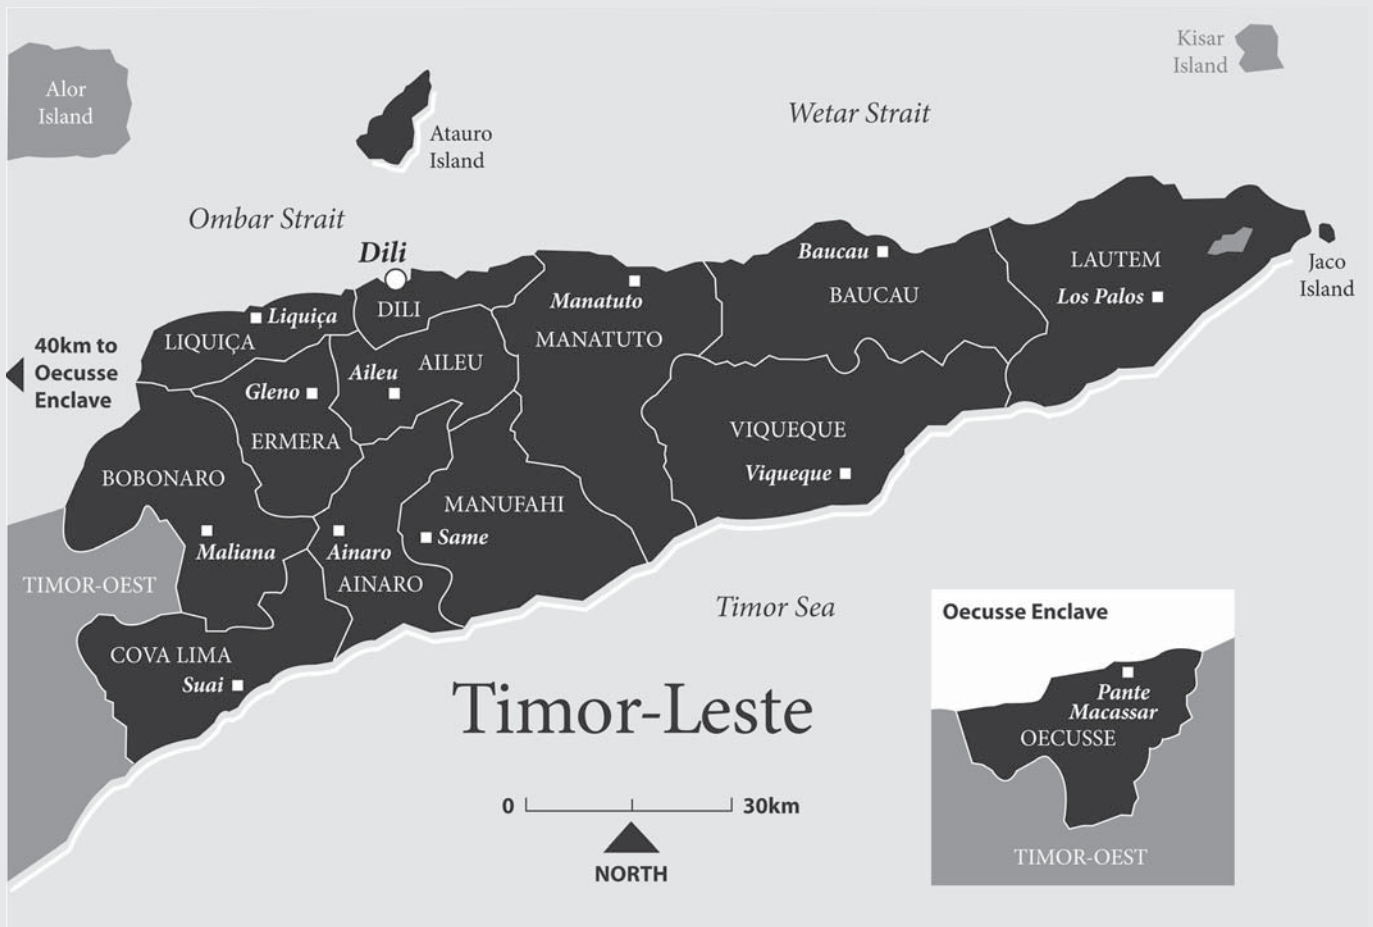 Kisar
Island
Alor
Island
Wetar Strait
Atauro
Island
Ombar Strait
Dili
Baucau
LAUTEM
Jaco
Island
Los Palos
BAUCAU
Manatuto
DILI
Liquiça
LIQUIÇA
MANATUTO
40km to
Oecusse
Enclave
Aileu
AILEU
Gleno
ERMERA
VIQUEQUE
Viqueque
BOBONARO
MANUFAHI
Same
Maliana
Ainaro
AINARO
TIMOR-OEST
Timor Sea
COVA LIMA
Suai
Timor-Leste
0 30km
NORTH
Oecusse Enclave
Pante
Macassar
OECUSSE
TIMOR-OEST